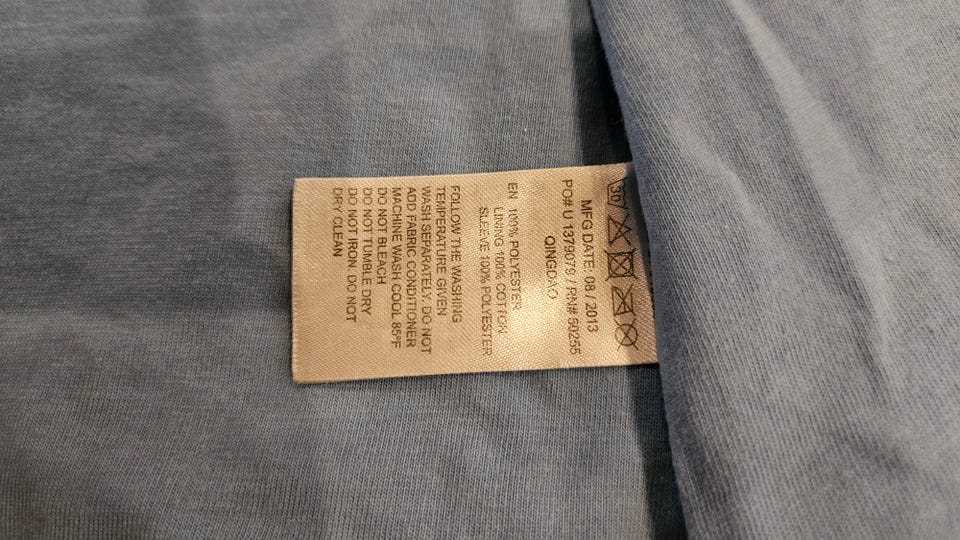 30
MFG DATE: 08 / 2013
PO# U 1379079 / RN# 59255
QINGDAO
EN 100% POLYESTER
LINING 100% COTTON
SLEEVE 100% POLYESTER
FOLLOW THE WASHING
TEMPERATURE GIVEN
WASH SEPARATELY. DO NOT
ADD FABRIC CONDITIONER
MACHINE WASH COOL 85°F
DO NOT BLEACH
DO NOT TUMBLE DRY
DO NOT IRON. DO NOT
DRY CLEAN